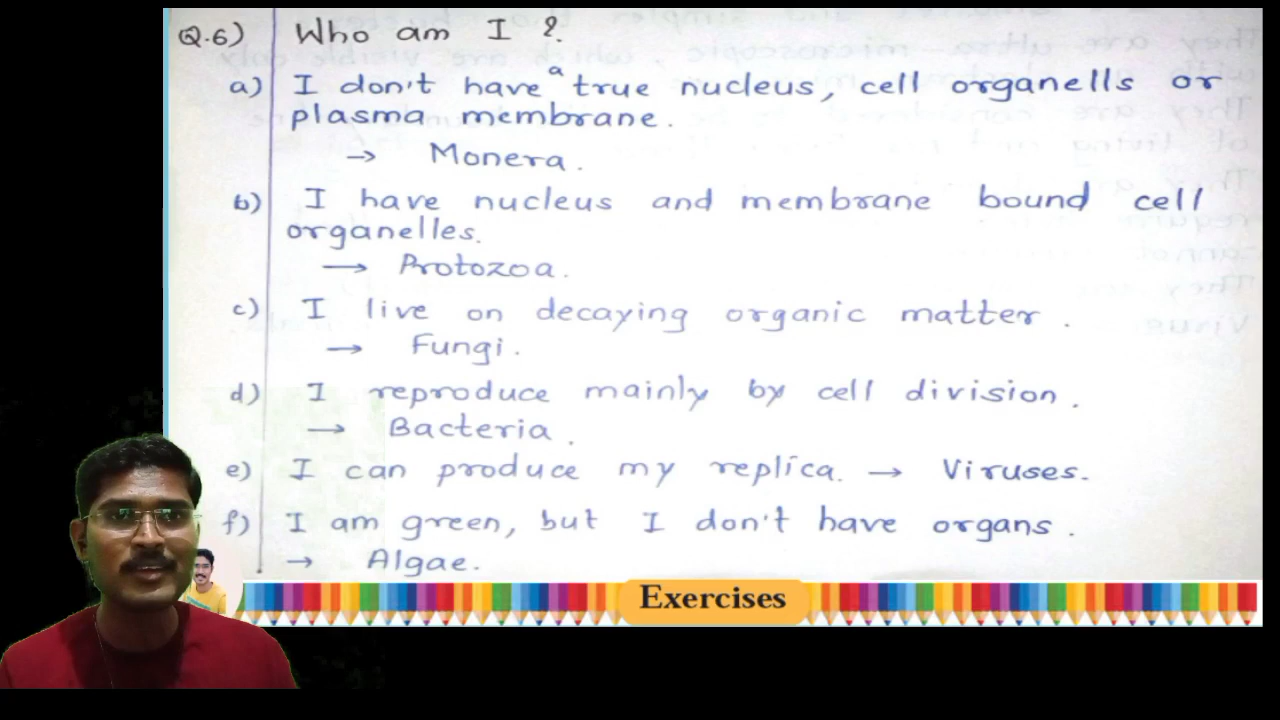 Q.6) Who am I ?.
a) I don't have a true nucleus, cell organells or
plasma membrane.
→ Monera.
b) I have nucleus and membrane bound cell
organelles.
→ Protozoa.
c) I live on decaying organic matter.
→ Fungi.
d) I reproduce mainly by cell division.
→ Bacteria.
e) I can produce my replica. → Viruses.
f) I am green, but I don't have organs.
→ Algae.
Exercises